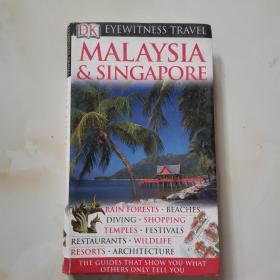 DK EYEWITNESS TRAVEL
MALAYSIA
& SINGAPORE
RAIN FORESTS • BEACHES
DIVING • SHOPPING
TEMPLES • FESTIVALS
RESTAURANTS • WILDLIFE
RESORTS • ARCHITECTURE
THE GUIDES THAT SHOW YOU WHAT
OTHERS ONLY TELL YOU